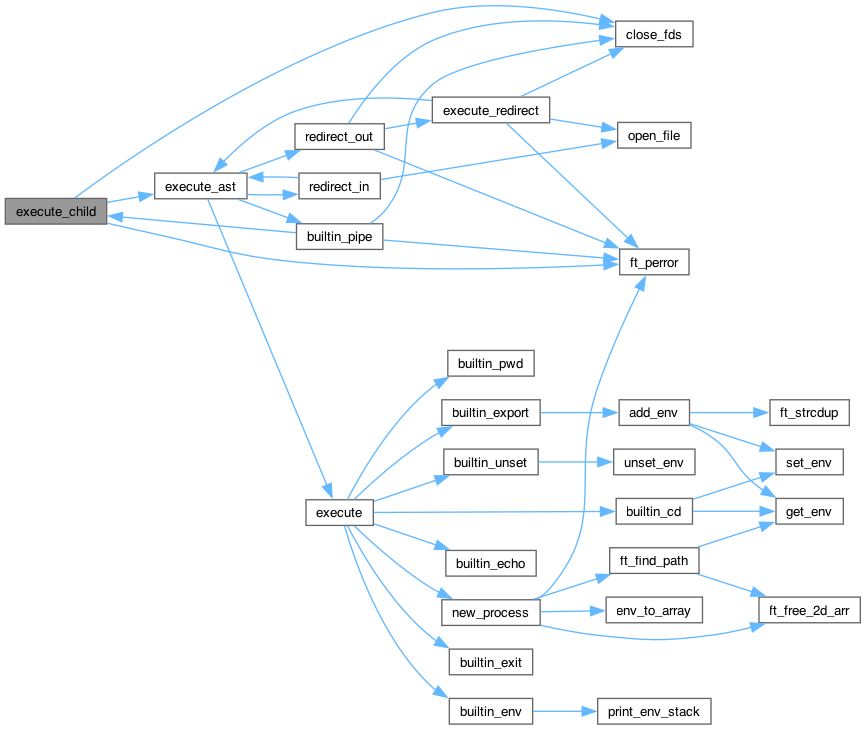 close_fds
execute_redirect
open_file
redirect_out
execute_ast
redirect_in
execute_child
builtin_pipe
ft_perror
builtin_pwd
builtin_export
add_env
ft_strcdup
builtin_unset
unset_env
set_env
execute
builtin_cd
get_env
builtin_echo
ft_find_path
new_process
env_to_array
ft_free_2d_arr
builtin_exit
builtin_env
print_env_stack